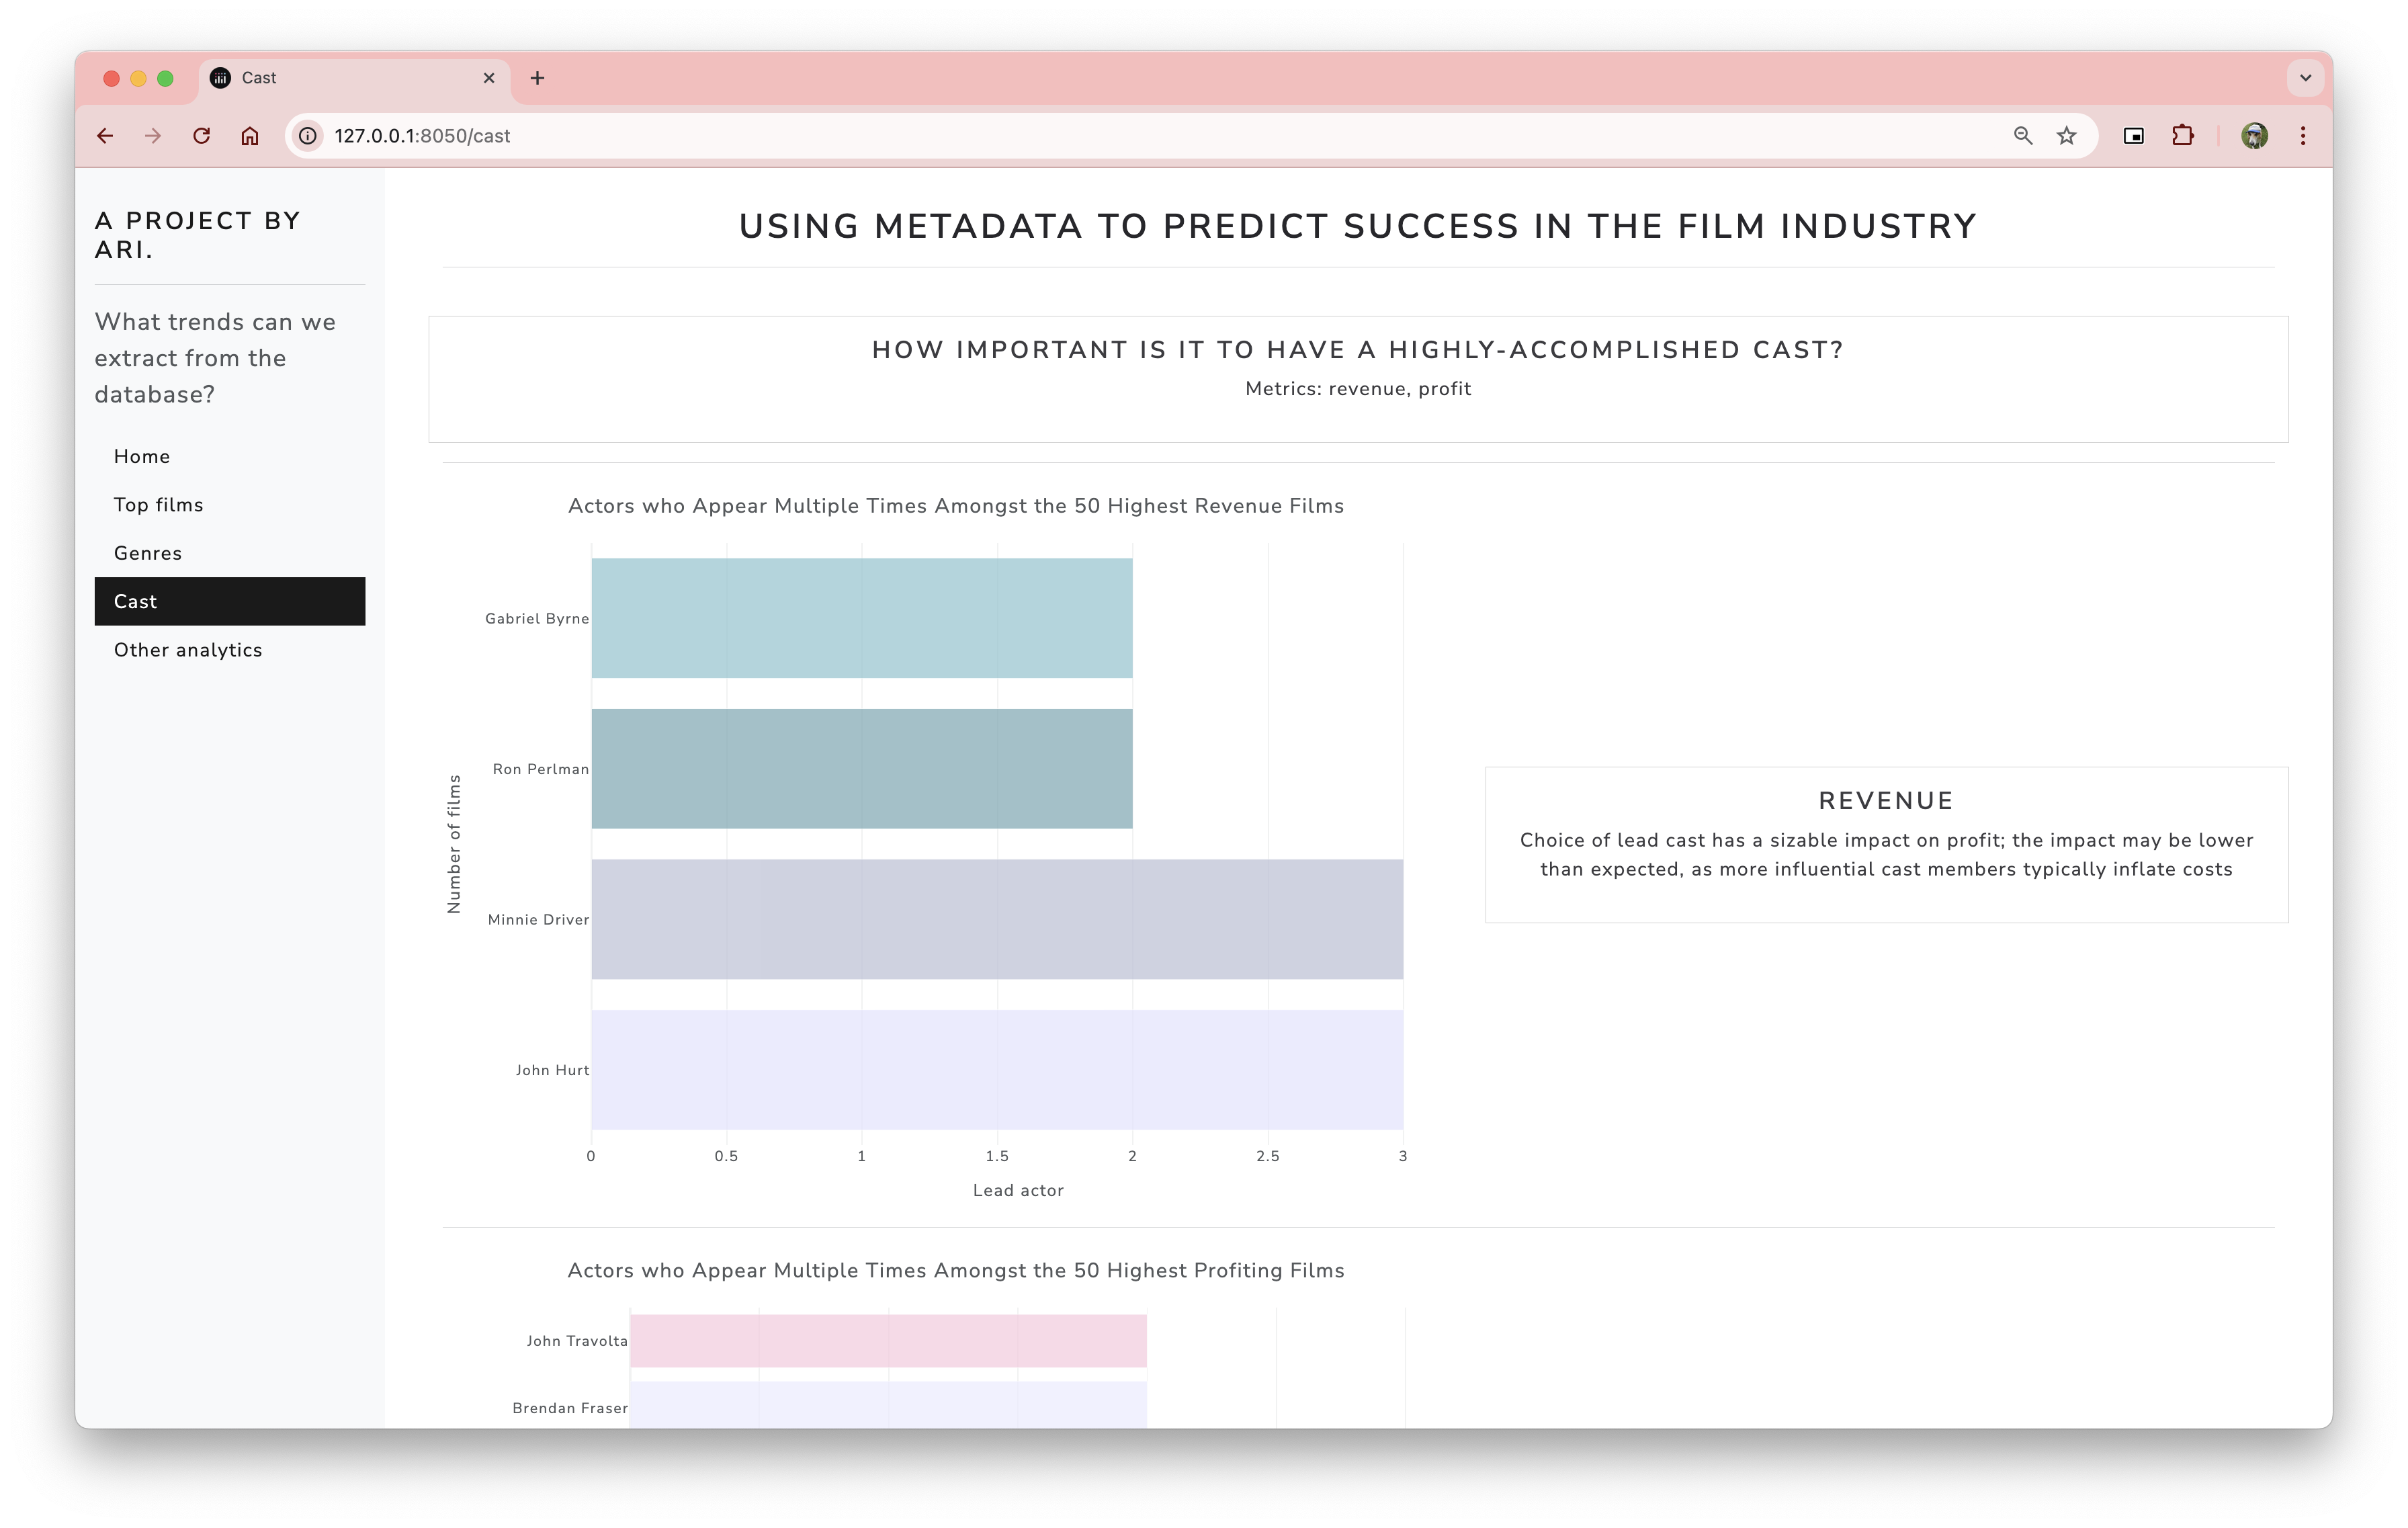 Cast
127.0.0.1:8050/cast
A PROJECT BY
ARI.
What trends can we
extract from the
database?
Home
Top films
Genres
Cast
Other analytics
USING METADATA TO PREDICT SUCCESS IN THE FILM INDUSTRY
HOW IMPORTANT IS IT TO HAVE A HIGHLY-ACCOMPLISHED CAST?
Metrics: revenue, profit
Actors who Appear Multiple Times Amongst the 50 Highest Revenue Films
Number of films
Gabriel Byrne
Ron Perlman
Minnie Driver
John Hurt
0 0.5 1 1.5 2 2.5 3
Lead actor
REVENUE
Choice of lead cast has a sizable impact on profit; the impact may be lower
than expected, as more influential cast members typically inflate costs
Actors who Appear Multiple Times Amongst the 50 Highest Profiting Films
John Travolta
Brendan Fraser